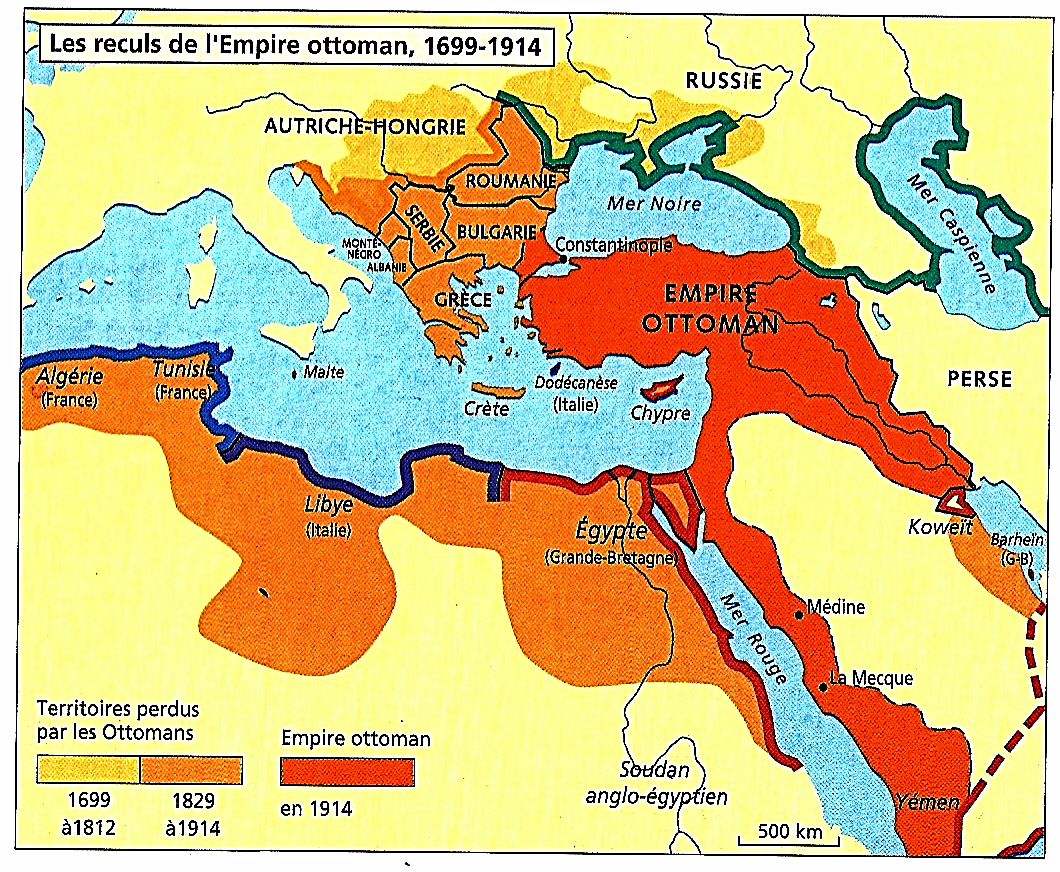 Les reculs de l'Empire ottoman, 1699-1914
RUSSIE
AUTRICHE-HONGRIE
ROUMANIE
SERBIE
BULGARIE
MONTÉ-
NÉGRO
ALBANIE
GRÈCE
Mer Noire
Mer Caspienne
Constantinople
EMPIRE
OTTOMAN
PERSE
Algérie
(France)
Tunisie
(France)
Malte
Crète
Dodécanèse
(Italie)
Chypre
Libye
(Italie)
Égypte
(Grande-Bretagne)
Koweït
Barheïn
(G-B)
Mer Rouge
Médine
La Mecque
Soudan
anglo-égyptien
Yémen
500 km
Territoires perdus
par les Ottomans
1699
à1812
1829
à1914
Empire ottoman
en 1914